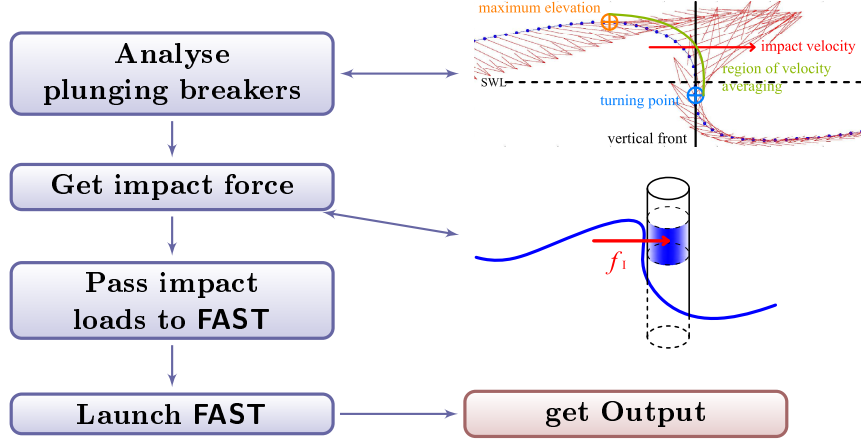 Analyse
plunging breakers
Get impact force
Pass impact
loads to FAST
Launch FAST
get Output
maximum elevation
impact velocity
region of velocity
averaging
SWL
turning point
vertical front
f1